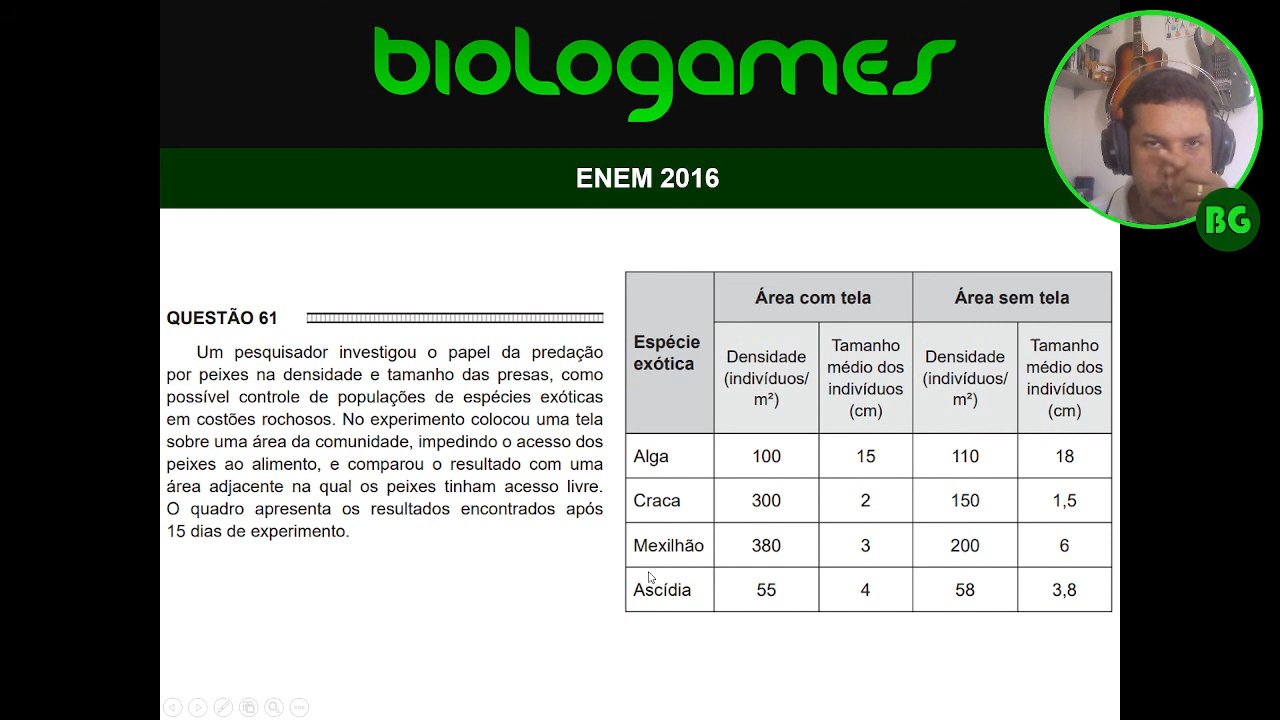 BIOLOGAMES
ENEM 2016
BG
QUESTÃO 61
Um pesquisador investigou o papel da predação
por peixes na densidade e tamanho das presas, como
possível controle de populações de espécies exóticas
em costões rochosos. No experimento colocou uma tela
sobre uma área da comunidade, impedindo o acesso dos
peixes ao alimento, e comparou o resultado com uma
área adjacente na qual os peixes tinham acesso livre.
O quadro apresenta os resultados encontrados após
15 dias de experimento.
Espécie exótica Área com tela Área sem tela
Densidade (indivíduos/ m²) Tamanho médio dos indivíduos (cm) Densidade (indivíduos/ m²) Tamanho médio dos indivíduos (cm)
Alga 100 15 110 18
Craca 300 2 150 1,5
Mexilhão 380 3 200 6
Ascídia 55 4 58 3,8